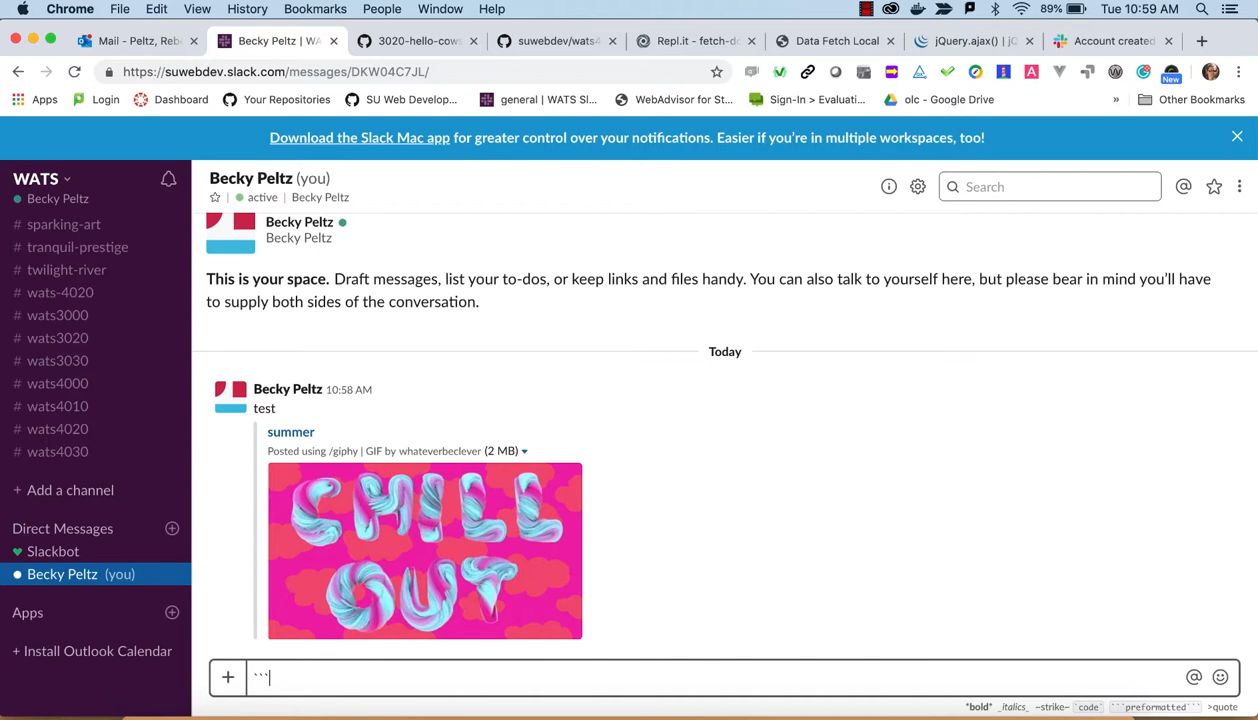 Chrome File Edit View History Bookmarks People Window Help 89% Tue 10:59 AM
Mail - Peltz, Rebe Becky Peltz | WA 3020-hello-cow suwebdev/wats4 Repl.it - fetch-d Data Fetch Local jQuery.ajax() | jQ Account created
https://suwebdev.slack.com/messages/DKW04C7JL/ New
Apps Login Dashboard Your Repositories SU Web Develop... general | WATS Sl... WebAdvisor for St... Sign-In > Evaluati... olc - Google Drive » Other Bookmarks
Download the Slack Mac app for greater control over your notifications. Easier if you're in multiple workspaces, too!
WATS
Becky Peltz
# sparking-art
# tranquil-prestige
# twilight-river
# wats-4020
# wats3000
# wats3020
# wats3030
# wats4000
# wats4010
# wats4020
# wats4030
+ Add a channel
Direct Messages
Slackbot
Becky Peltz (you)
Apps
+ Install Outlook Calendar
Becky Peltz (you)
active | Becky Peltz
Search
Becky Peltz
Becky Peltz
This is your space. Draft messages, list your to-dos, or keep links and files handy. You can also talk to yourself here, but please bear in mind you'll have
to supply both sides of the conversation.
Today
Becky Peltz 10:58 AM
test
summer
Posted using /giphy | GIF by whateverbeclever (2 MB)
CHILL
OUT
```
*bold* _italics_ ~strike~ `code` ```preformatted``` >quote